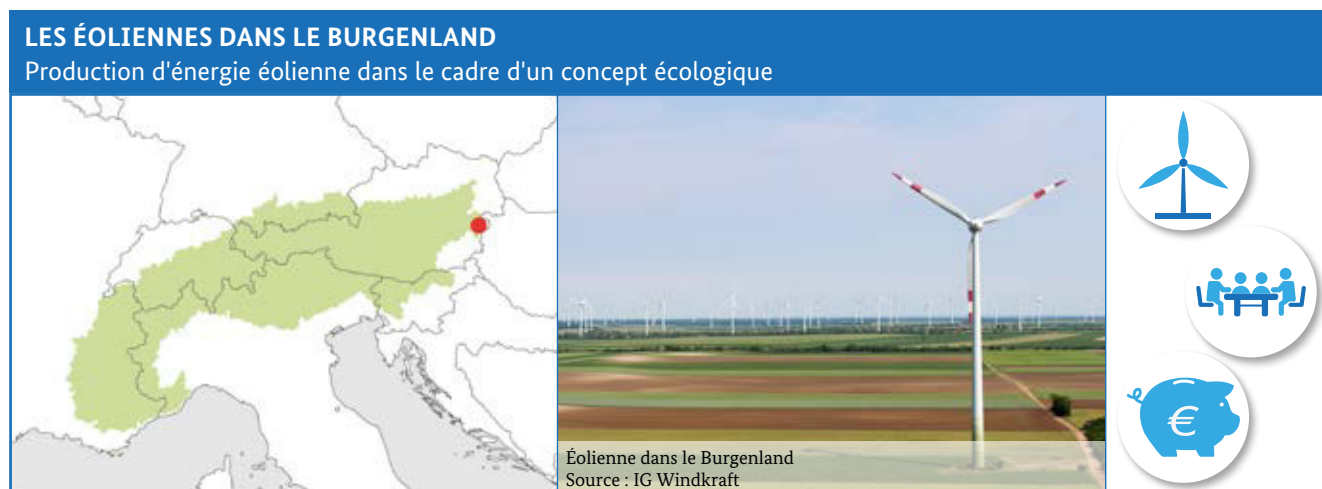 LES ÉOLIENNES DANS LE BURGENLAND
Production d'énergie éolienne dans le cadre d'un concept écologique
Éolienne dans le Burgenland
Source : IG Windkraft
€